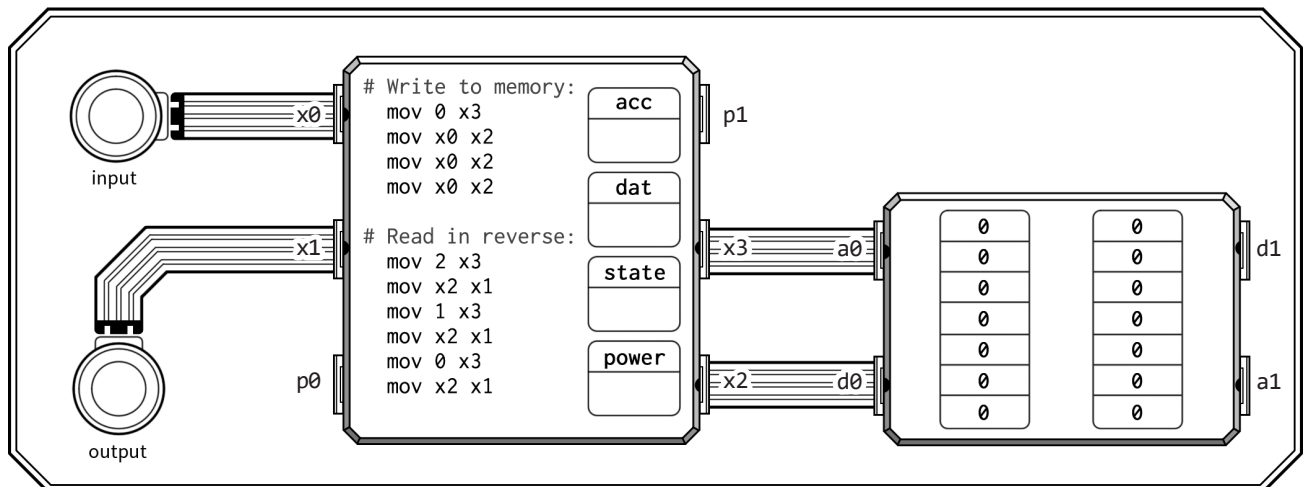 input
x0
x1
output
p0
# Write to memory:
mov 0 x3
mov x0 x2
mov x0 x2
mov x0 x2
# Read in reverse:
mov 2 x3
mov x2 x1
mov 1 x3
mov x2 x1
mov 0 x3
mov x2 x1
acc
dat
state
power
p1
x3
a0
x2
d0
0
0
0
0
0
0
0
0
0
0
0
0
0
0
d1
a1